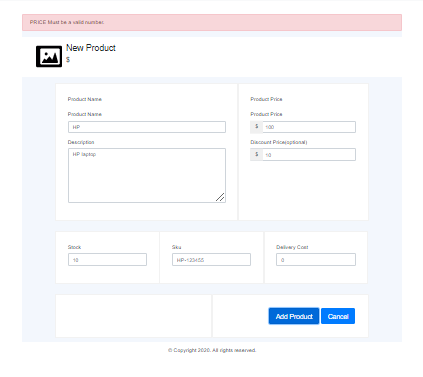 PRICE Must be a valid number.
New Product
$
Product Name
Product Name
HP
Description
HP laptop
Product Price
Product Price
$ 100
Discount Price(optional)
$ 10
Stock
10
Sku
HP-123455
Delivery Cost
0
Add Product Cancel
© Copyright 2020. All rights reserved.